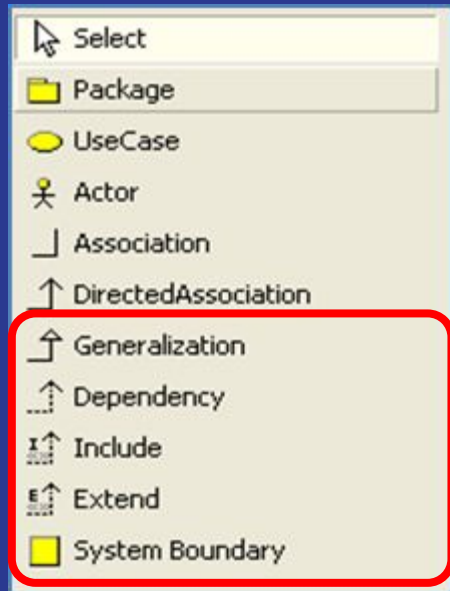 Select
Package
UseCase
Actor
Association
DirectedAssociation
Generalization
Dependency
I Include
E Extend
System Boundary